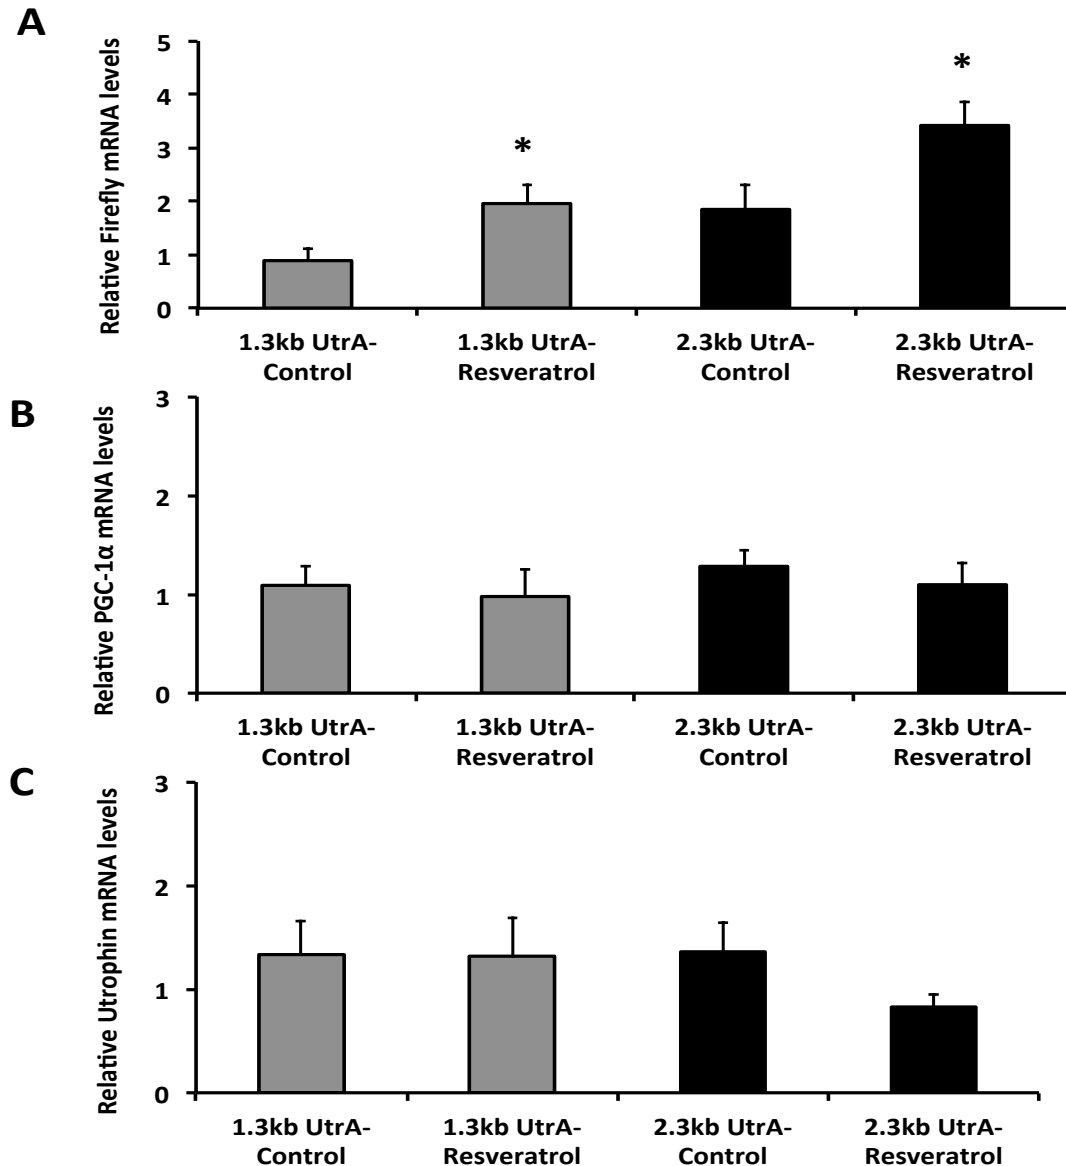 A
Relative Firefly mRNA levels
5
4
3
2
1
0
*
*
1.3kb UtrA-
Control
1.3kb UtrA-
Resveratrol
2.3kb UtrA-
Control
2.3kb UtrA-
Resveratrol
B
Relative PGC-1α mRNA levels
3
2
1
0
1.3kb UtrA-
Control
1.3kb UtrA-
Resveratrol
2.3kb UtrA-
Control
2.3kb UtrA-
Resveratrol
C
Relative Utrophin mRNA levels
3
2
1
0
1.3kb UtrA-
Control
1.3kb UtrA-
Resveratrol
2.3kb UtrA-
Control
2.3kb UtrA-
Resveratrol